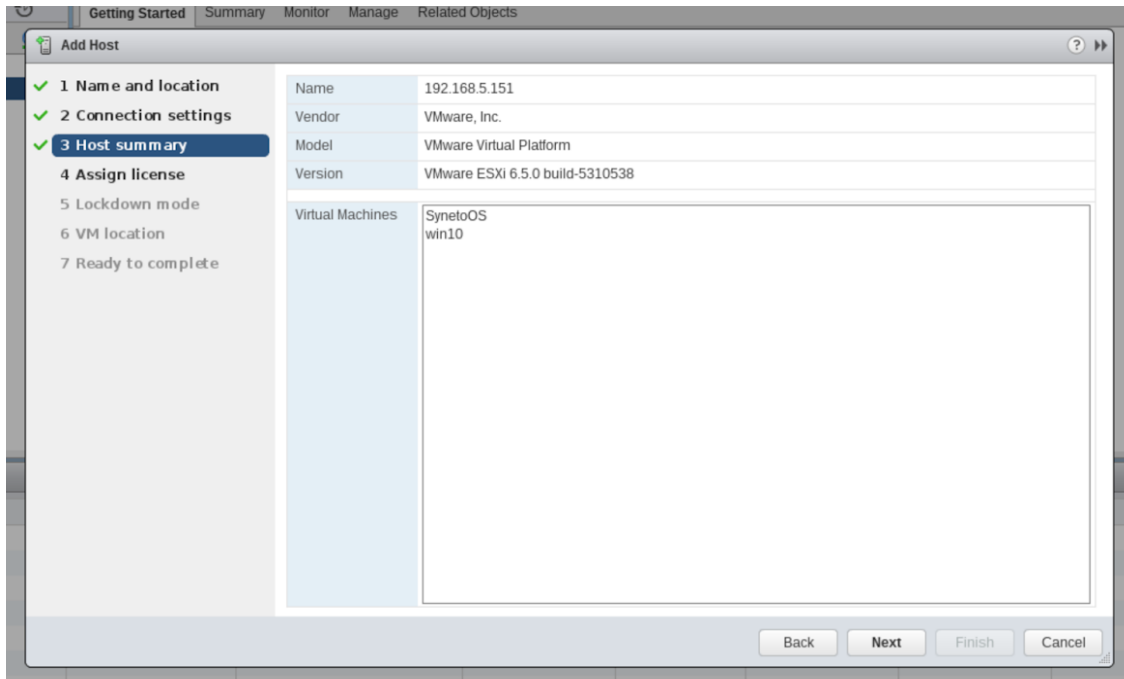 Getting Started Summary Monitor Manage Related Objects
Add Host
?
1 Name and location
2 Connection settings
3 Host summary
4 Assign license
5 Lockdown mode
6 VM location
7 Ready to complete
Name 192.168.5.151
Vendor VMware, Inc.
Model VMware Virtual Platform
Version VMware ESXi 6.5.0 build-5310538
Virtual Machines SynetoOS
win10
Back Next Finish Cancel